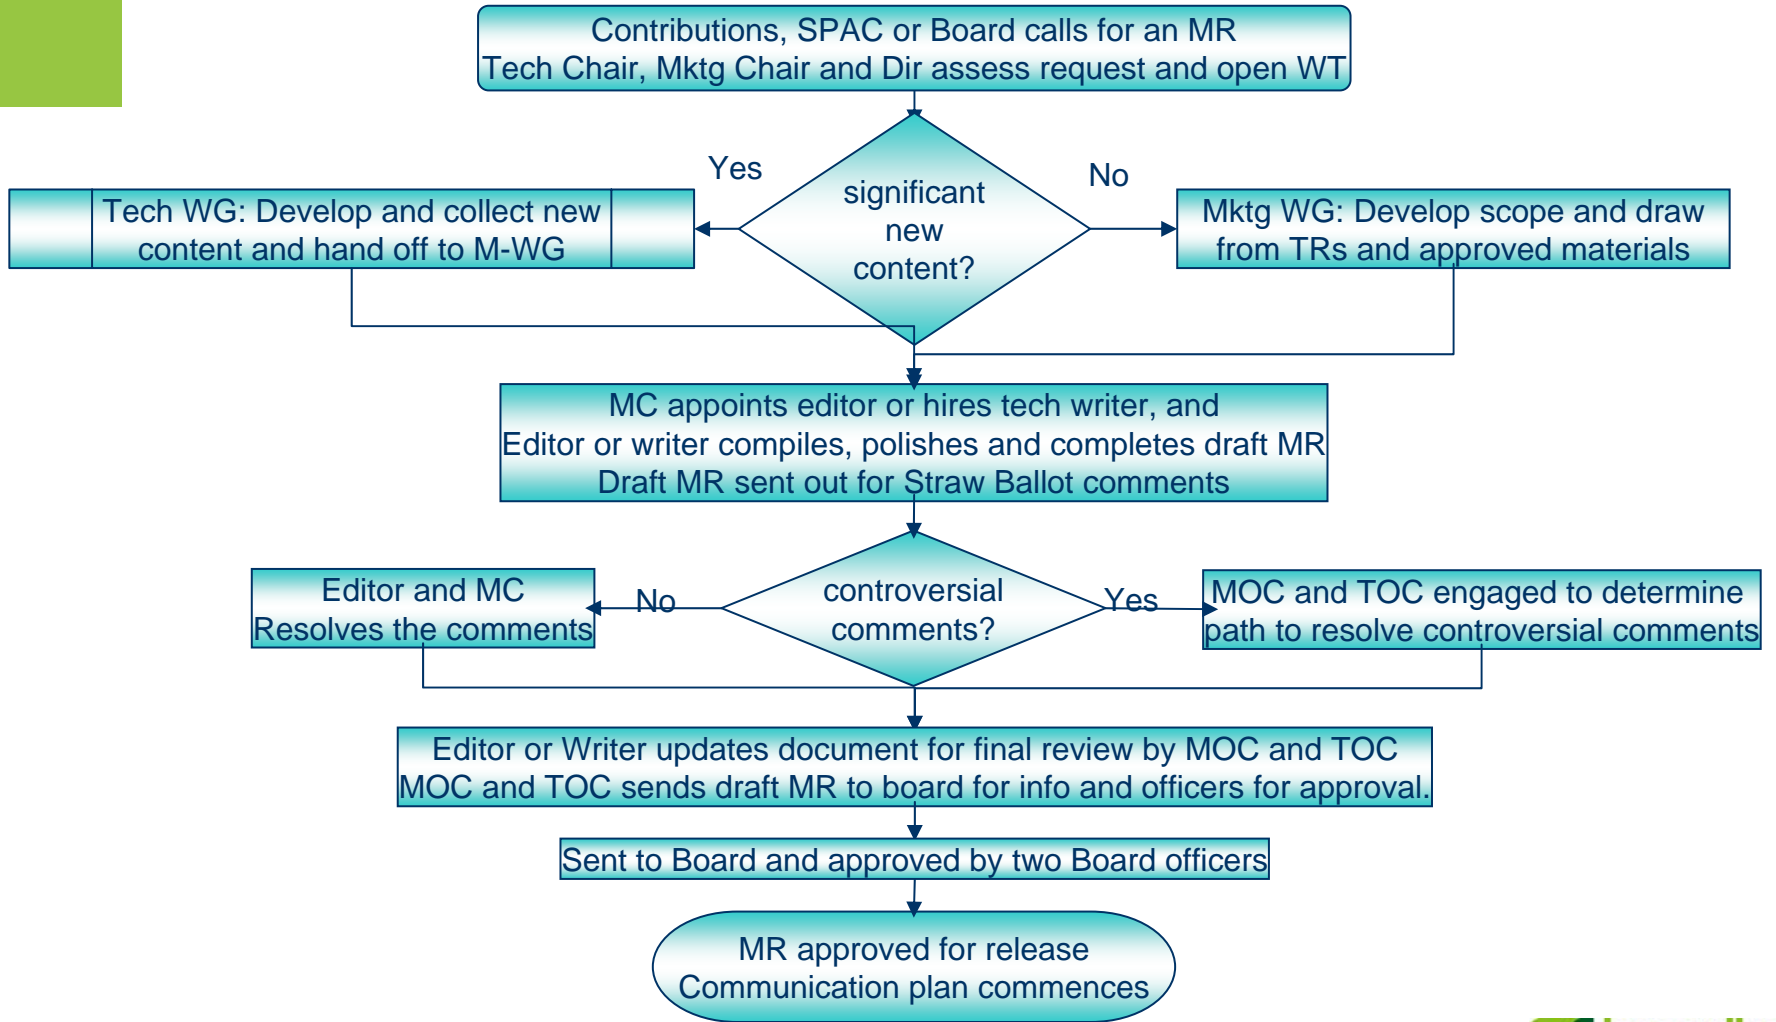 Contributions, SPAC or Board calls for an MR
Tech Chair, Mktg Chair and Dir assess request and open WT
Yes
No
significant
new
content?
Tech WG: Develop and collect new
content and hand off to M-WG
Mktg WG: Develop scope and draw
from TRs and approved materials
MC appoints editor or hires tech writer, and
Editor or writer compiles, polishes and completes draft MR
Draft MR sent out for Straw Ballot comments
Editor and MC
Resolves the comments
No
controversial
comments?
Yes
MOC and TOC engaged to determine
path to resolve controversial comments
Editor or Writer updates document for final review by MOC and TOC
MOC and TOC sends draft MR to board for info and officers for approval.
Sent to Board and approved by two Board officers
MR approved for release
Communication plan commences